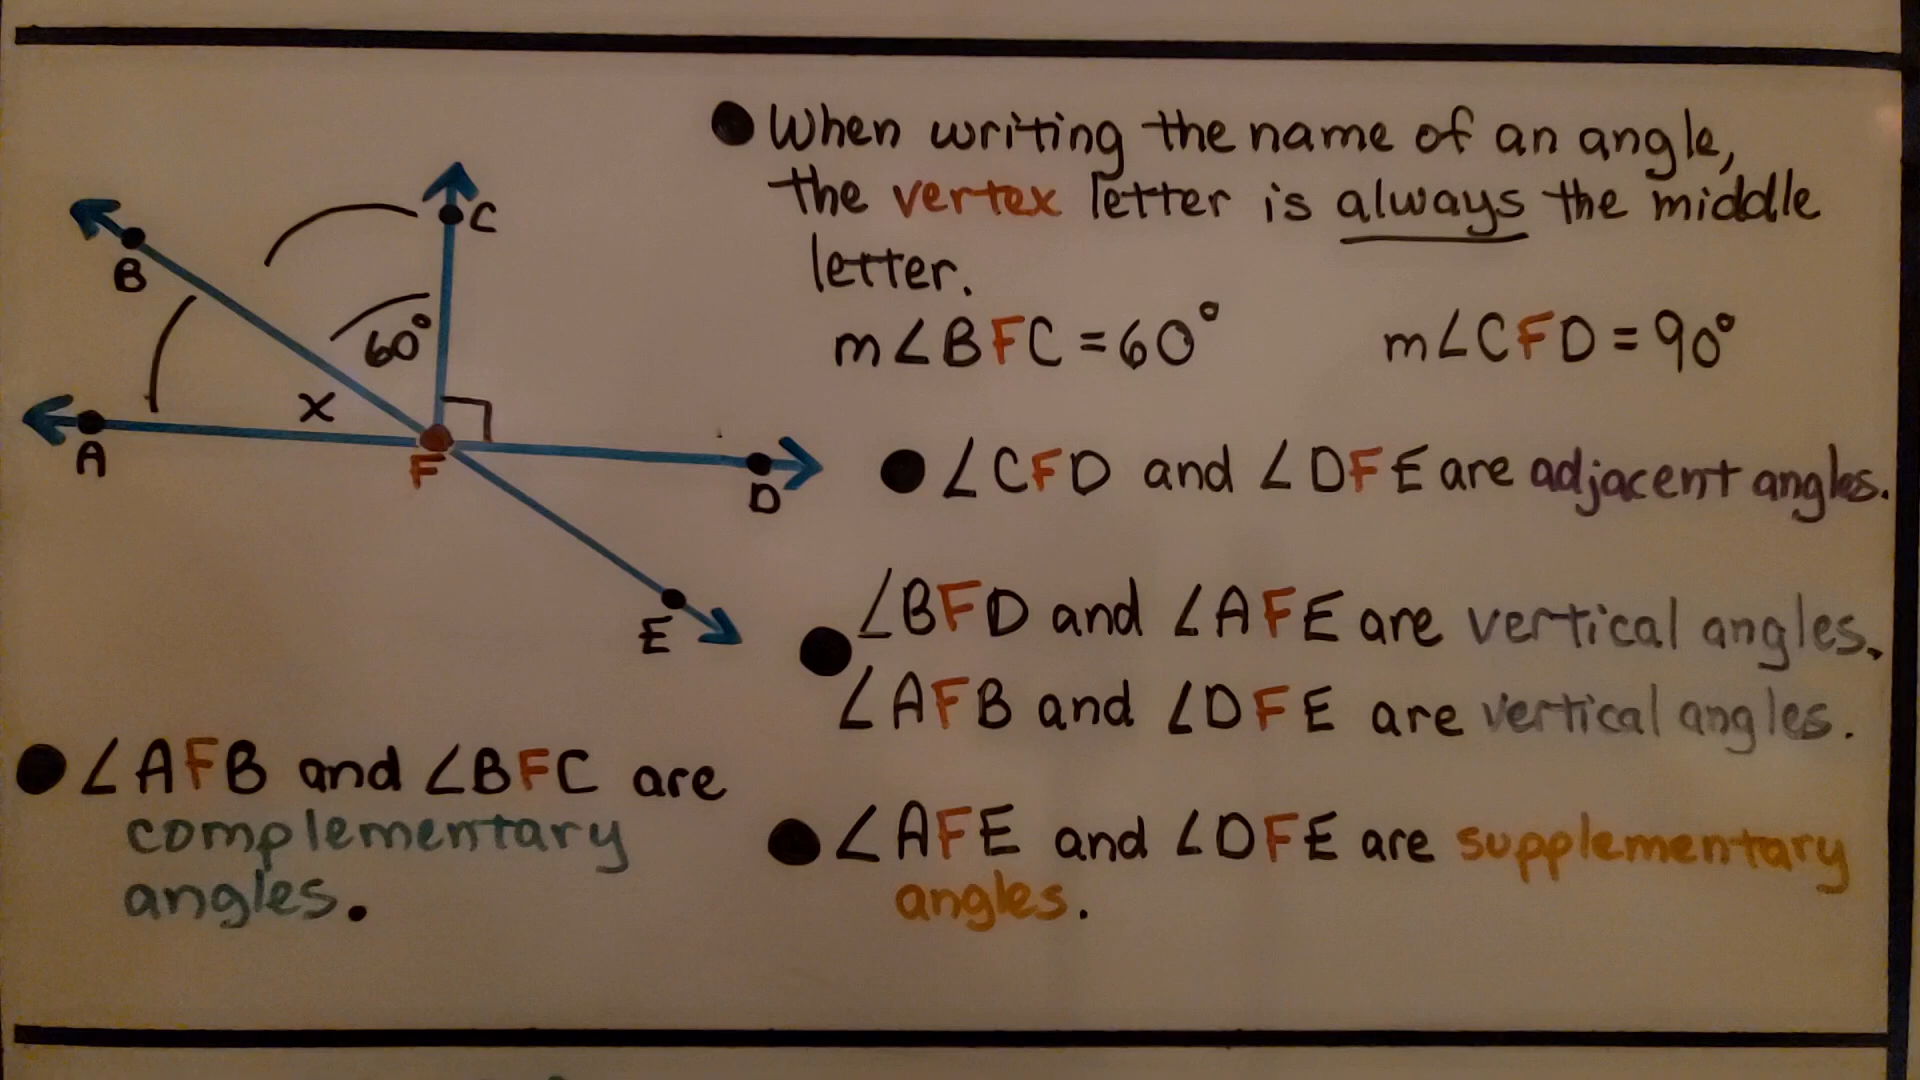 ● When writing the name of an angle,
the vertex letter is always the middle
letter.
m∠BFC = 60° m∠CFD = 90°
● ∠CFD and ∠DFE are adjacent angles.
● ∠BFD and ∠AFE are vertical angles.
∠AFB and ∠DFE are vertical angles.
● ∠AFE and ∠DFE are supplementary
angles.
● ∠AFB and ∠BFC are
complementary
angles.
C
B
60°
x
A
F
D
E